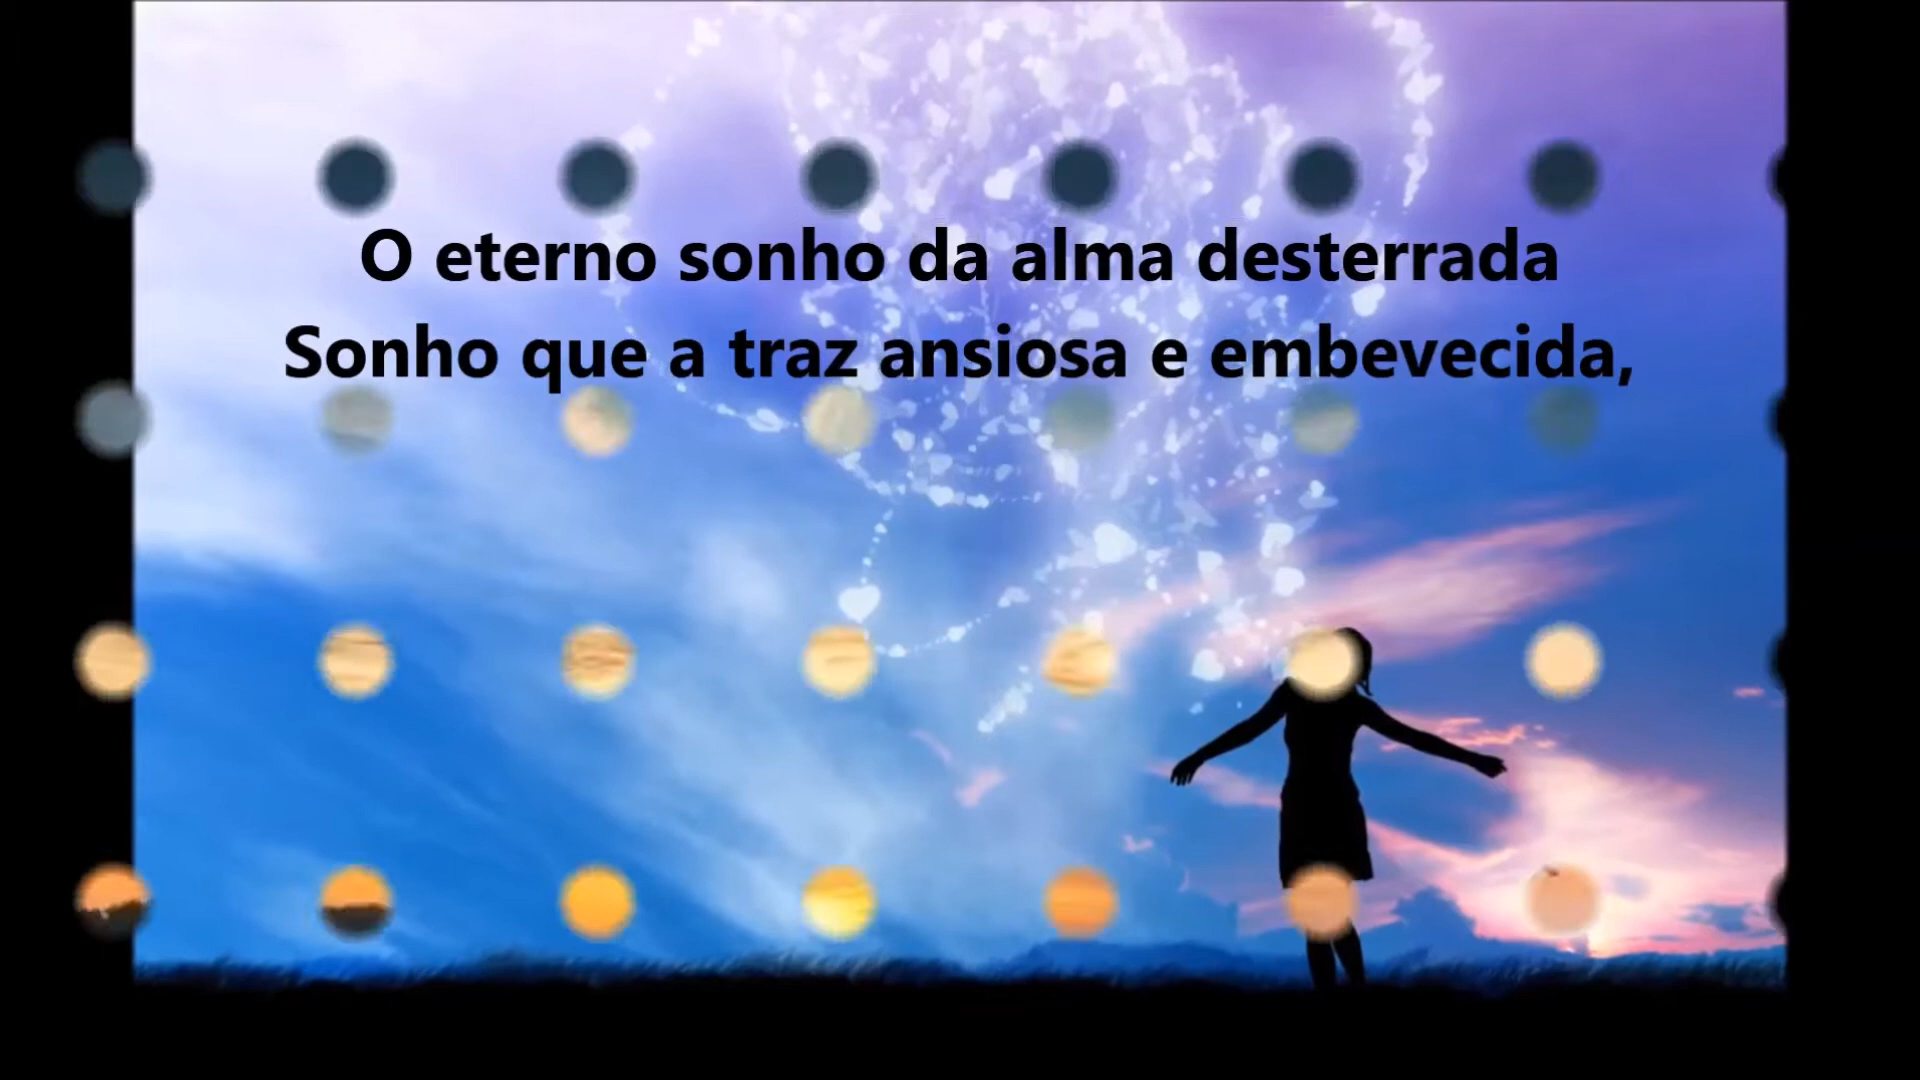 O eterno sonho da alma desterrada
Sonho que a traz ansiosa e embevecida,